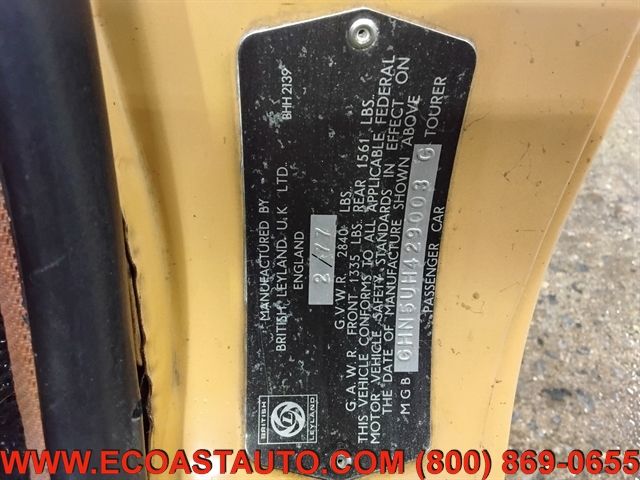 BHH 2139
MANUFACTURED BY
BRITISH LEYLAND. U.K LTD.
ENGLAND
2/77
G.V.W.R. 2840 LBS.
G.A.W.R. FRONT-1335 LBS. REAR 1561 LBS.
THIS VEHICLE CONFORMS TO ALL APPLICABLE FEDERAL
MOTOR VEHICLE SAFETY STANDARDS IN EFFECT ON
THE DATE OF MANUFACTURE SHOWN ABOVE
MGB GHN5UH429003 G
PASSENGER CAR TOURER
BRITISH
LEYLAND
WWW.ECOASTAUTO.COM (800) 869-0655